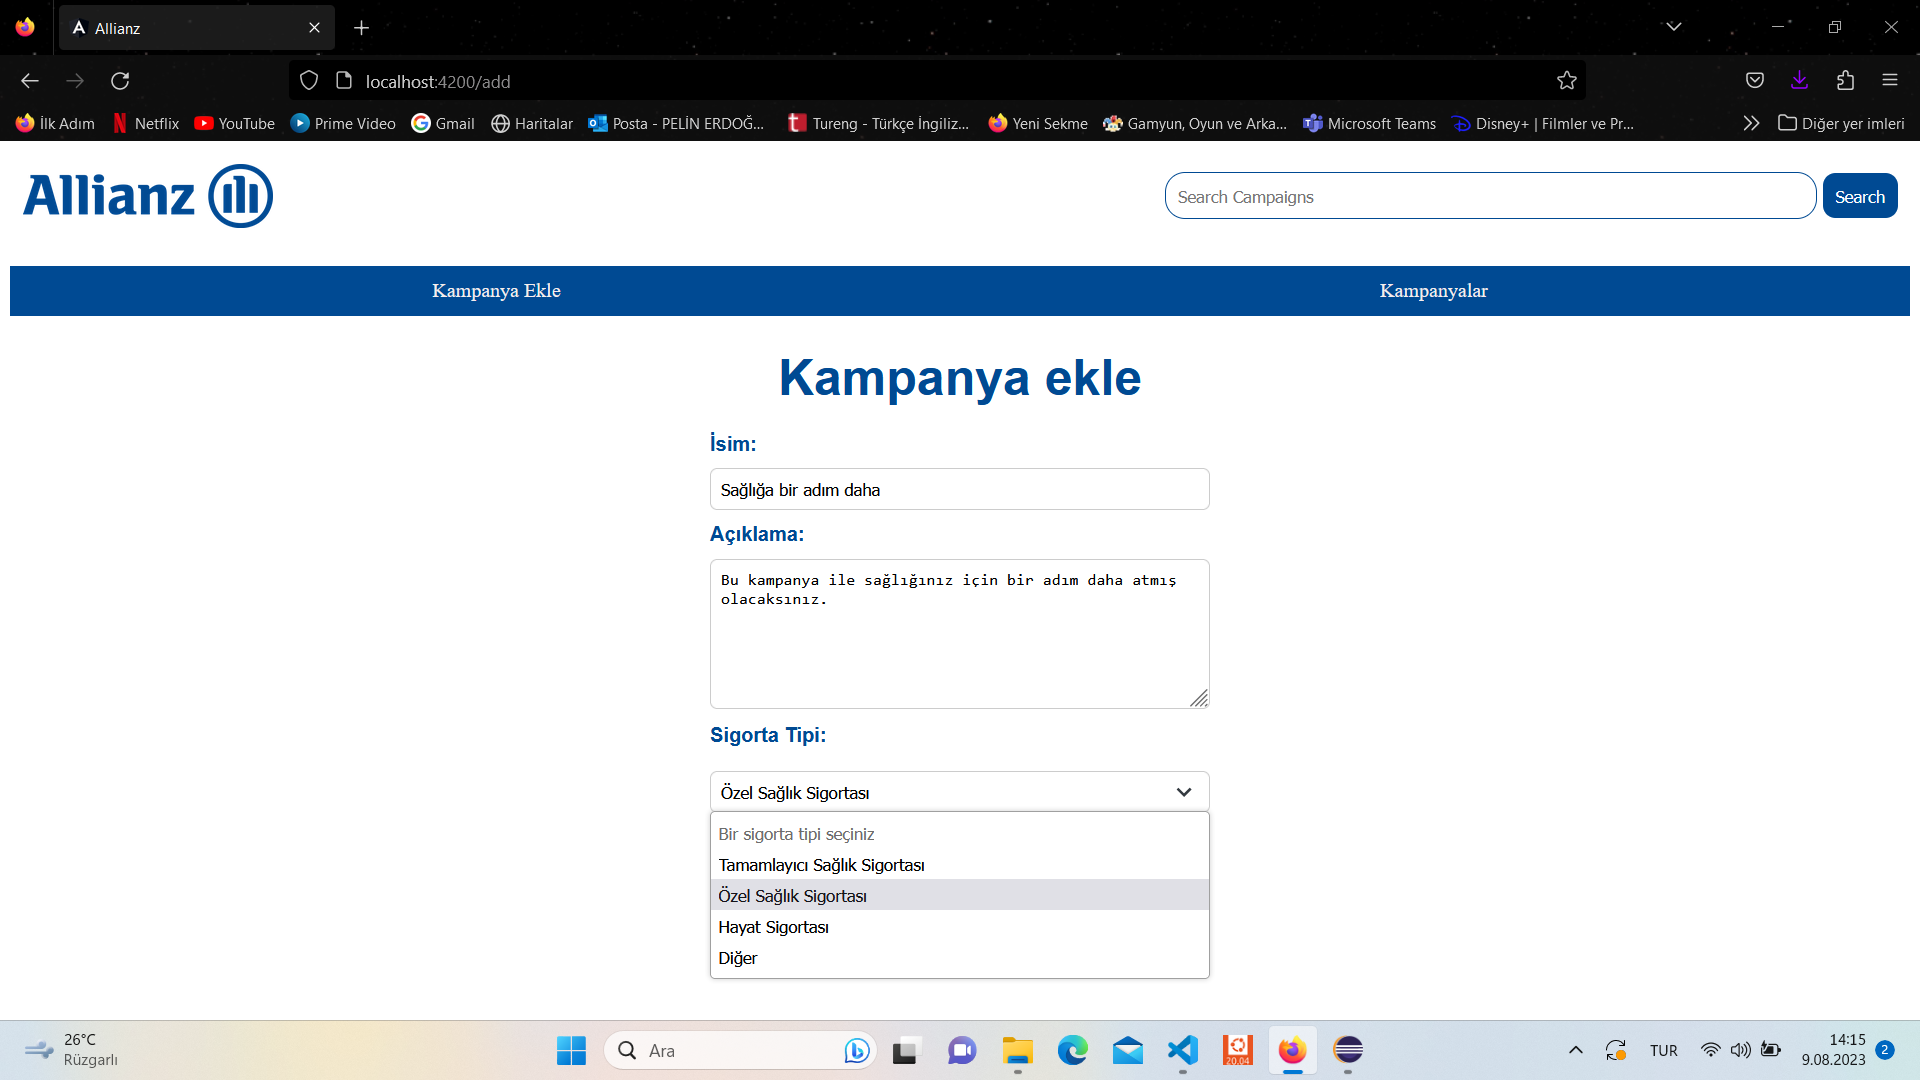 Allianz
localhost:4200/add
İlk Adım
Netflix
YouTube
Prime Video
Gmail
Haritalar
Posta - PELİN ERDOĞ...
Tureng - Türkçe İngiliz...
Yeni Sekme
Gamyun, Oyun ve Arka...
Microsoft Teams
Disney+ | Filmler ve Pr...
Diğer yer imleri
Allianz
Search Campaigns
Search
Kampanya Ekle
Kampanyalar
Kampanya ekle
İsim:
Sağlığa bir adım daha
Açıklama:
Bu kampanya ile sağlığınız için bir adım daha atmış
olacaksınız.
Sigorta Tipi:
Özel Sağlık Sigortası
Bir sigorta tipi seçiniz
Tamamlayıcı Sağlık Sigortası
Özel Sağlık Sigortası
Hayat Sigortası
Diğer
26°C
Rüzgarlı
Ara
20.04
TUR
14:15
9.08.2023
2